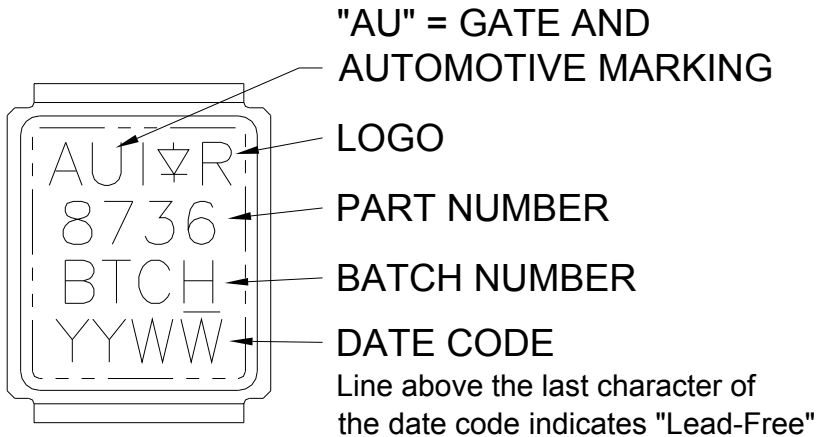 "AU" = GATE AND
AUTOMOTIVE MARKING
LOGO
PART NUMBER
BATCH NUMBER
DATE CODE
Line above the last character of
the date code indicates "Lead-Free"
AUI R
8736
BTCH
YYWW̅